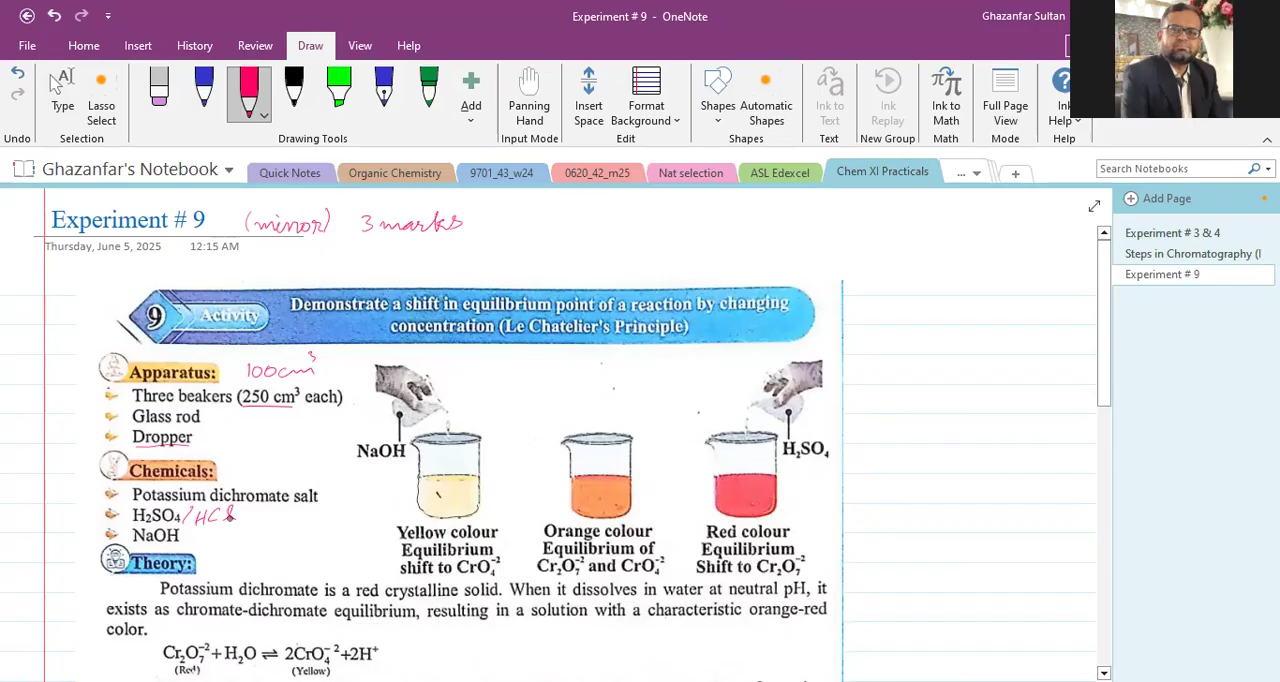 Experiment # 9 - OneNote
Ghazanfar Sultan
File Home Insert History Review Draw View Help
Type
Lasso Select
Add
Panning Hand
Insert Space
Format Background
Shapes
Automatic Shapes
Ink to Text
Ink Replay
Ink to Math
Full Page View
Ink Help
Undo Selection Drawing Tools Input Mode Edit Shapes Text New Group Math Mode Help
Ghazanfar's Notebook
Quick Notes Organic Chemistry 9701_43_w24 0620_42_m25 Nat selection ASL Edexcel Chem XI Practicals ...
Search Notebooks
Add Page
Experiment # 3 & 4
Steps in Chromatography (I
Experiment # 9
Experiment # 9 (minor) 3 marks
Thursday, June 5, 2025 12:15 AM
9 Activity
Demonstrate a shift in equilibrium point of a reaction by changing
concentration (Le Chatelier's Principle)
Apparatus: 100cm³
Three beakers (250 cm³ each)
Glass rod
Dropper
Chemicals:
Potassium dichromate salt
H₂SO₄ /HCl
NaOH
NaOH
H₂SO₄
Yellow colour
Equilibrium
shift to CrO₄⁻²
Orange colour
Equilibrium of
Cr₂O₇⁻² and CrO₄⁻²
Red colour
Equilibrium
Shift to Cr₂O₇⁻²
Theory:
Potassium dichromate is a red crystalline solid. When it dissolves in water at neutral pH, it
exists as chromate-dichromate equilibrium, resulting in a solution with a characteristic orange-red
color.
Cr₂O₇⁻² + H₂O ⇌ 2CrO₄⁻² + 2H⁺
(Red) (Yellow)